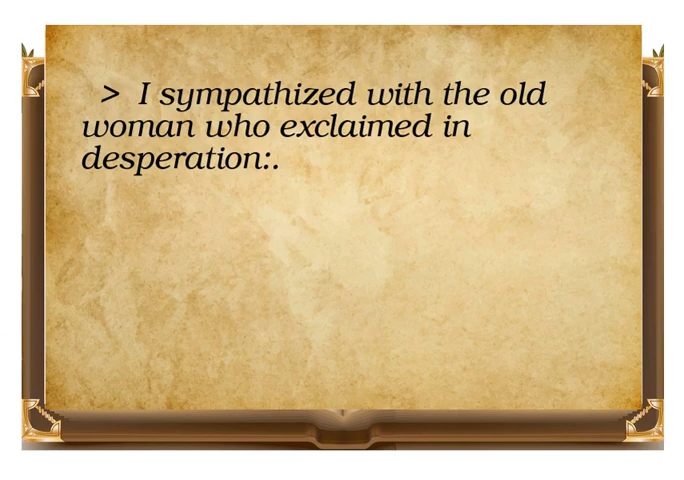 > I sympathized with the old
woman who exclaimed in
desperation:.